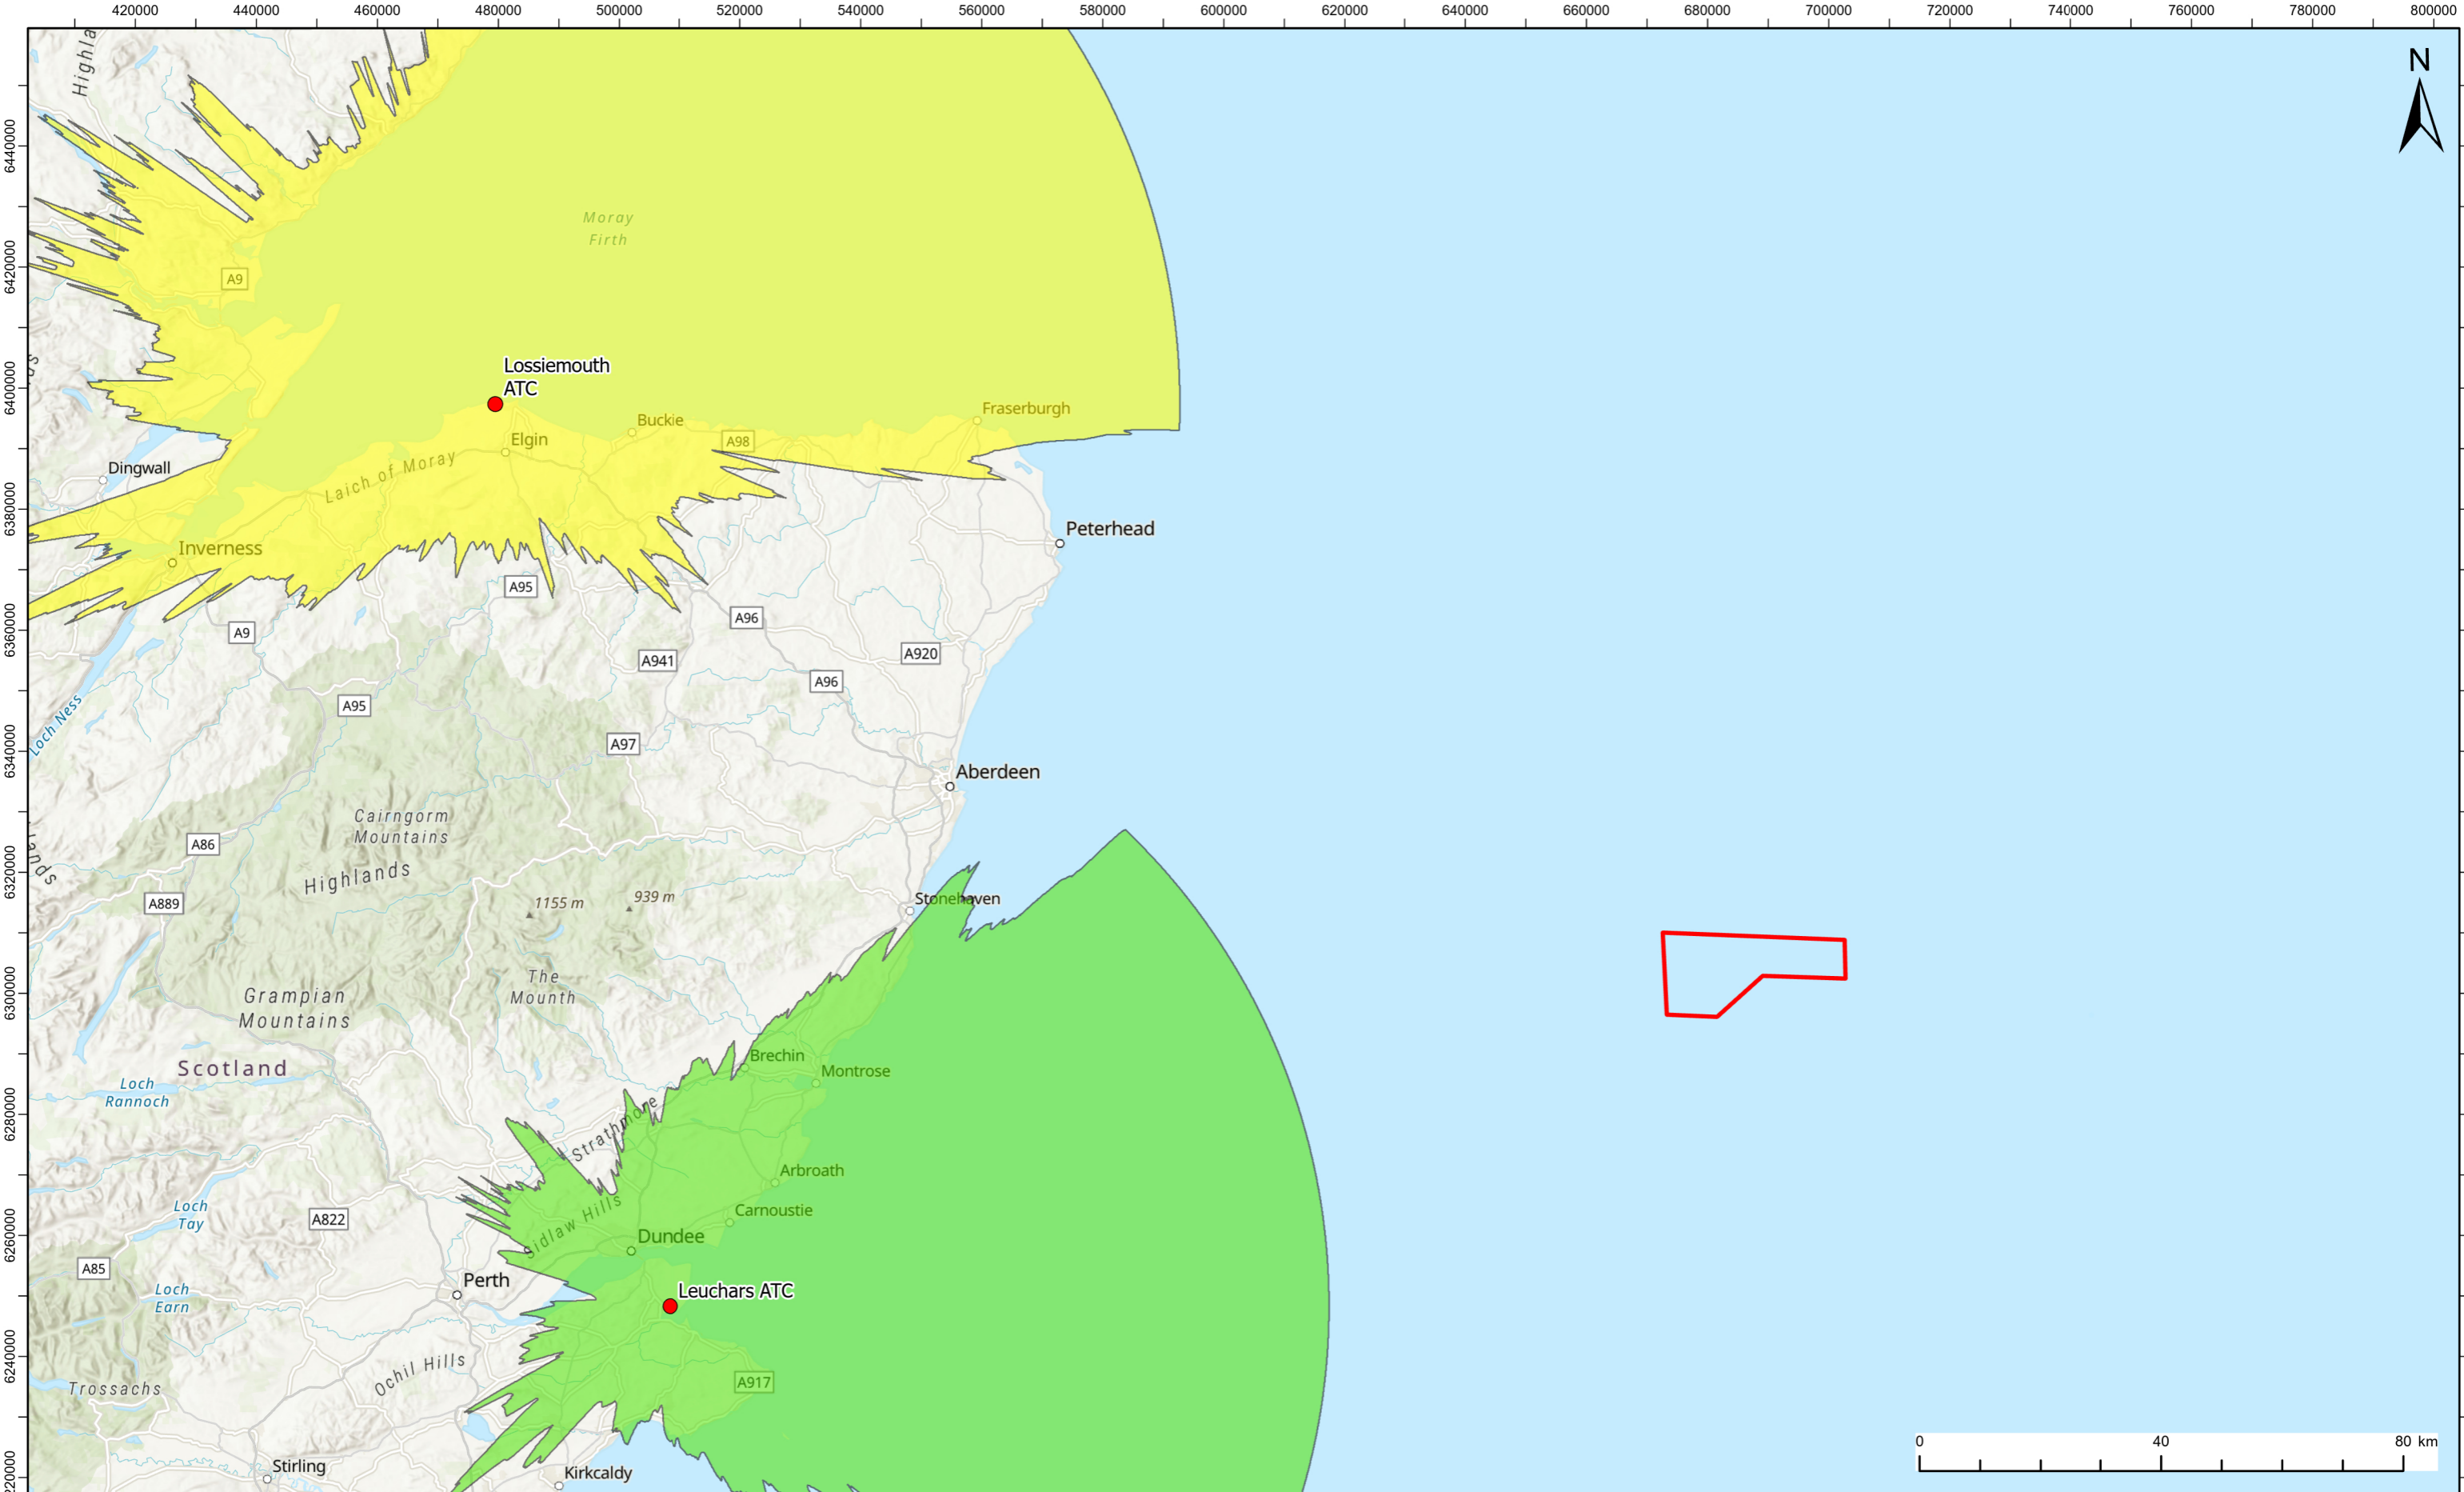 420000 440000 460000 480000 500000 520000 540000 560000 580000 600000 620000 640000 660000 680000 700000 720000 740000 760000 780000 800000
N
6440000
6420000
6400000
6380000
6360000
6340000
6320000
6300000
6280000
6260000
6240000
Highla
Moray
Firth
A9
Lossiemouth
ATC
Fraserburgh
Buckie
A98
Elgin
Laich of Moray
Dingwall
Peterhead
Inverness
A95
A96
A9
A920
A941
A96
Loch Ness
A95
A97
Aberdeen
Cairngorm
Mountains
A86
lands
Highlands
1155 m
939 m
A889
Stonehaven
The
Mounth
Grampian
Mountains
Brechin
Scotland
Montrose
Loch
Rannoch
Strathmore
Arbroath
Loch
Tay
Carnoustie
A822
Sidlaw Hills
Dundee
A85
Perth
Loch
Earn
Leuchars ATC
Ochil Hills
Trossachs
A917
Stirling
Kirkcaldy
0 40 80 km